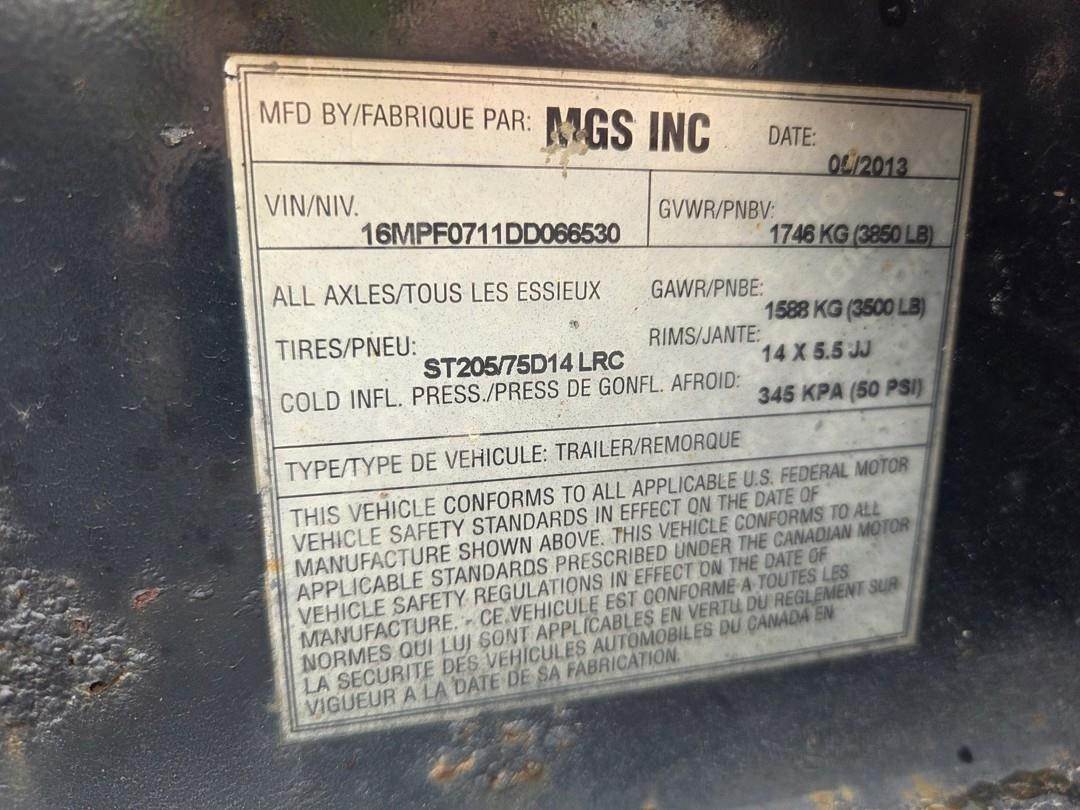 MFD BY/FABRIQUE PAR: MGS INC DATE: /2013
VIN/NIV. 16MPF0711DD066530 GVWR/PNBV: 1746 KG (3850 LB)
ALL AXLES/TOUS LES ESSIEUX GAWR/PNBE: 1588 KG (3500 LB)
TIRES/PNEU: ST205/75D14 LRC RIMS/JANTE: 14 X 5.5 JJ
COLD INFL. PRESS./PRESS DE GONFL. AFROID: 345 KPA (50 PSI)
TYPE/TYPE DE VEHICULE: TRAILER/REMORQUE
THIS VEHICLE CONFORMS TO ALL APPLICABLE U.S. FEDERAL MOTOR
VEHICLE SAFETY STANDARDS IN EFFECT ON THE DATE OF
MANUFACTURE SHOWN ABOVE. THIS VEHICLE CONFORMS TO ALL
APPLICABLE STANDARDS PRESCRIBED UNDER THE CANADIAN MOTOR
VEHICLE SAFETY REGULATIONS IN EFFECT ON THE DATE OF
MANUFACTURE. - CE VEHICULE EST CONFORME A TOUTES LES
NORMES QUI LUI SONT APPLICABLES EN VERTU DU REGLEMENT SUR
LA SECURITE DES VEHICULES AUTOMOBILES DU CANADA EN
VIGUEUR A LA DATE DE SA FABRICATION.